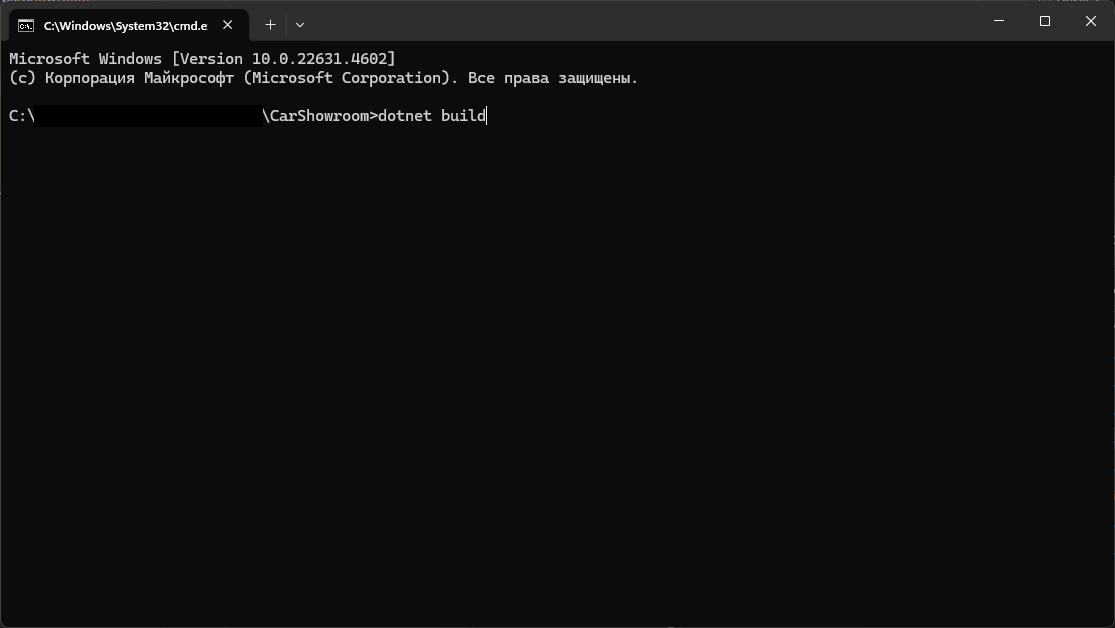 C:\Windows\System32\cmd.e
Microsoft Windows [Version 10.0.22631.4602]
(c) Корпорация Майкрософт (Microsoft Corporation). Все права защищены.
C:\ \CarShowroom>dotnet build